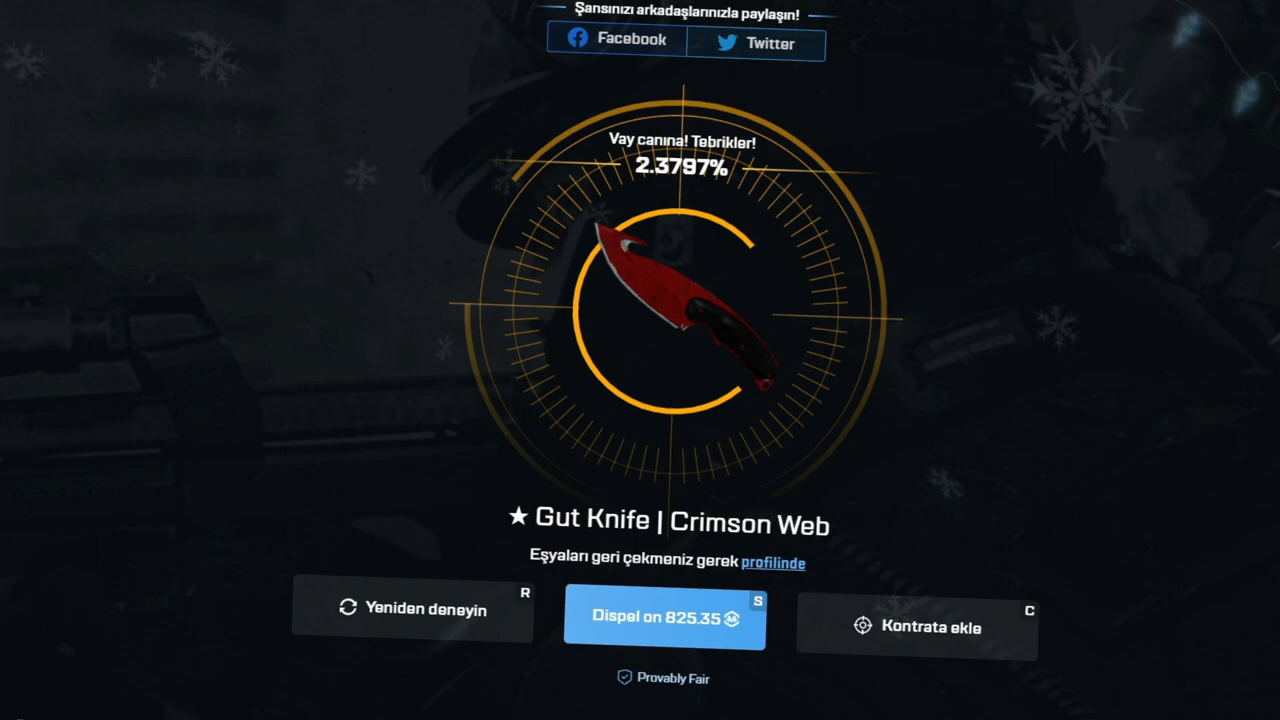 Şansınızı arkadaşlarınızla paylaşın!
Facebook Twitter
Vay canına! Tebrikler!
2.3797%
★ Gut Knife | Crimson Web
Eşyaları geri çekmeniz gerek profilinde
Yeniden deneyin R
Dispel on 825.35 S
Kontrata ekle C
Provably Fair